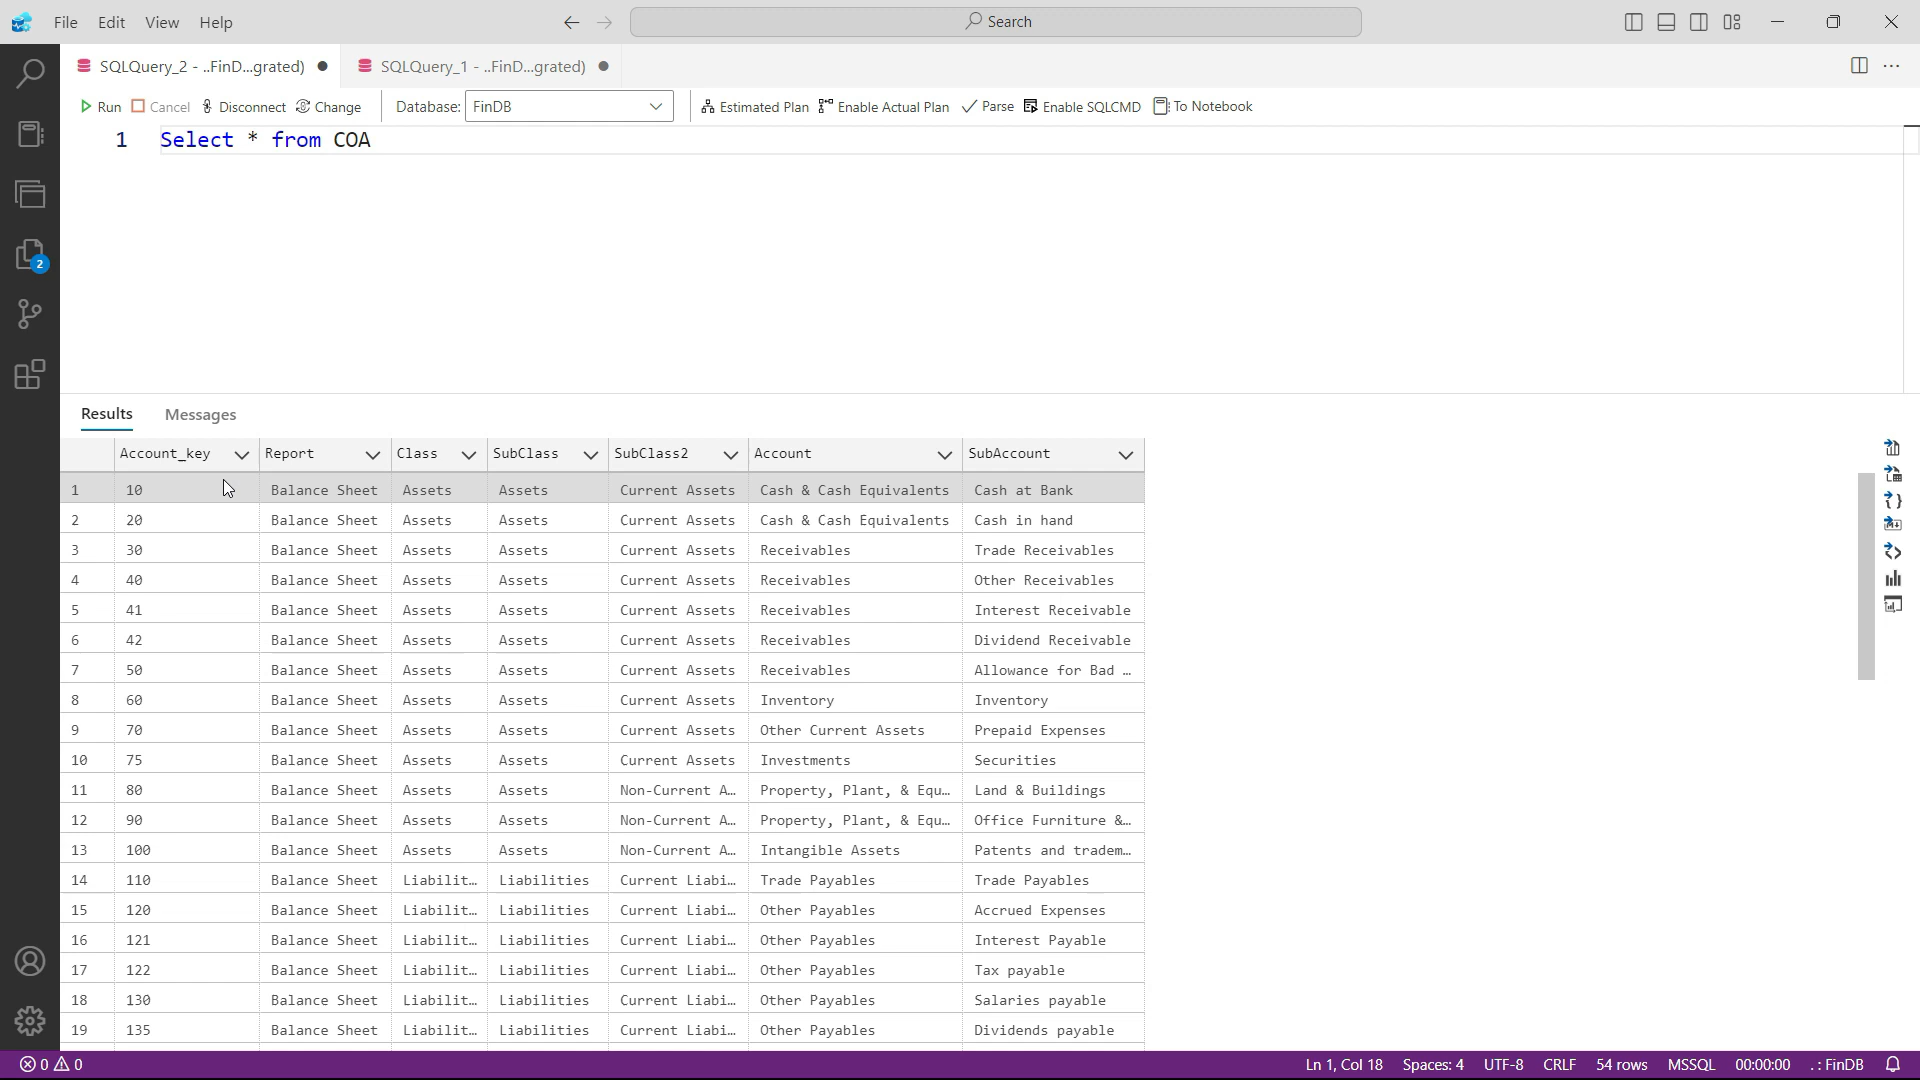 File Edit View Help Search
SQLQuery_2 - ..FinD...grated) SQLQuery_1 - ..FinD...grated)
Run Cancel Disconnect Change Database: FinDB Estimated Plan Enable Actual Plan Parse Enable SQLCMD To Notebook
1 Select * from COA
2
Results Messages
Account_key Report Class SubClass SubClass2 Account SubAccount
1 10 Balance Sheet Assets Assets Current Assets Cash & Cash Equivalents Cash at Bank
2 20 Balance Sheet Assets Assets Current Assets Cash & Cash Equivalents Cash in hand
3 30 Balance Sheet Assets Assets Current Assets Receivables Trade Receivables
4 40 Balance Sheet Assets Assets Current Assets Receivables Other Receivables
5 41 Balance Sheet Assets Assets Current Assets Receivables Interest Receivable
6 42 Balance Sheet Assets Assets Current Assets Receivables Dividend Receivable
7 50 Balance Sheet Assets Assets Current Assets Receivables Allowance for Bad …
8 60 Balance Sheet Assets Assets Current Assets Inventory Inventory
9 70 Balance Sheet Assets Assets Current Assets Other Current Assets Prepaid Expenses
10 75 Balance Sheet Assets Assets Current Assets Investments Securities
11 80 Balance Sheet Assets Assets Non-Current A… Property, Plant, & Equ… Land & Buildings
12 90 Balance Sheet Assets Assets Non-Current A… Property, Plant, & Equ… Office Furniture &…
13 100 Balance Sheet Assets Assets Non-Current A… Intangible Assets Patents and tradem…
14 110 Balance Sheet Liabilit… Liabilities Current Liabi… Trade Payables Trade Payables
15 120 Balance Sheet Liabilit… Liabilities Current Liabi… Other Payables Accrued Expenses
16 121 Balance Sheet Liabilit… Liabilities Current Liabi… Other Payables Interest Payable
17 122 Balance Sheet Liabilit… Liabilities Current Liabi… Other Payables Tax payable
18 130 Balance Sheet Liabilit… Liabilities Current Liabi… Other Payables Salaries payable
19 135 Balance Sheet Liabilit… Liabilities Current Liabi… Other Payables Dividends payable
0 0 Ln 1, Col 18 Spaces: 4 UTF-8 CRLF 54 rows MSSQL 00:00:00 . : FinDB